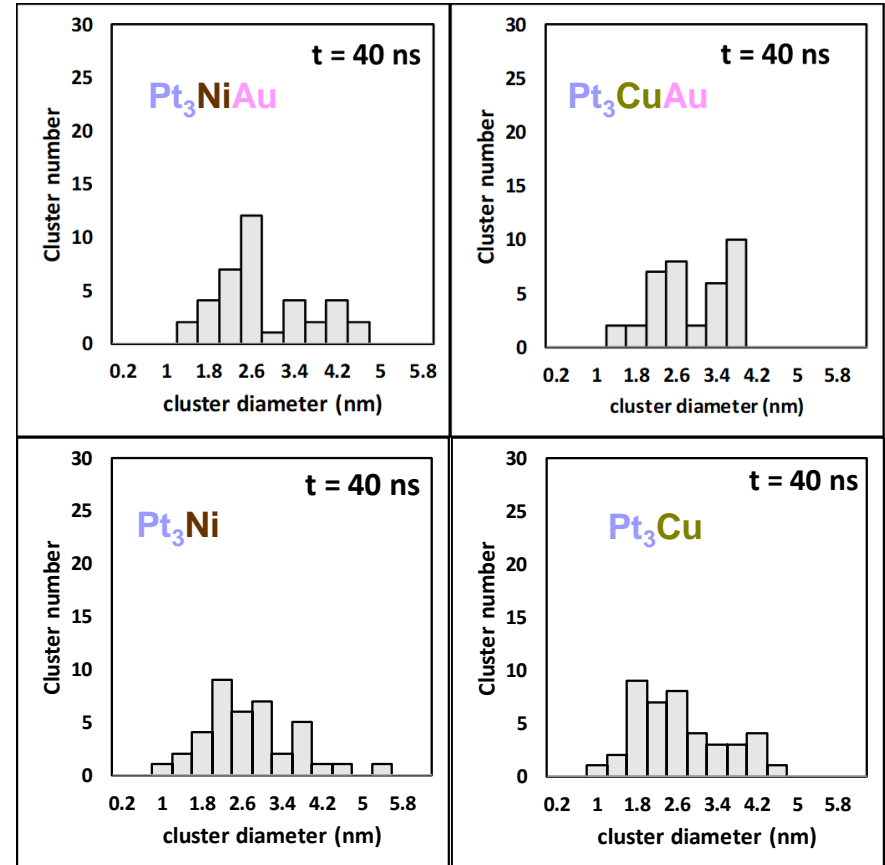 30
25
20
15
10
5
0
Cluster number
t = 40 ns
Pt₃NiAu
0.2 1 1.8 2.6 3.4 4.2 5 5.8
cluster diameter (nm)
30
25
20
15
10
5
0
Cluster number
t = 40 ns
Pt₃CuAu
0.2 1 1.8 2.6 3.4 4.2 5 5.8
cluster diameter (nm)
30
25
20
15
10
5
0
Cluster number
t = 40 ns
Pt₃Ni
0.2 1 1.8 2.6 3.4 4.2 5 5.8
cluster diameter (nm)
30
25
20
15
10
5
0
Cluster number
t = 40 ns
Pt₃Cu
0.2 1 1.8 2.6 3.4 4.2 5 5.8
cluster diameter (nm)